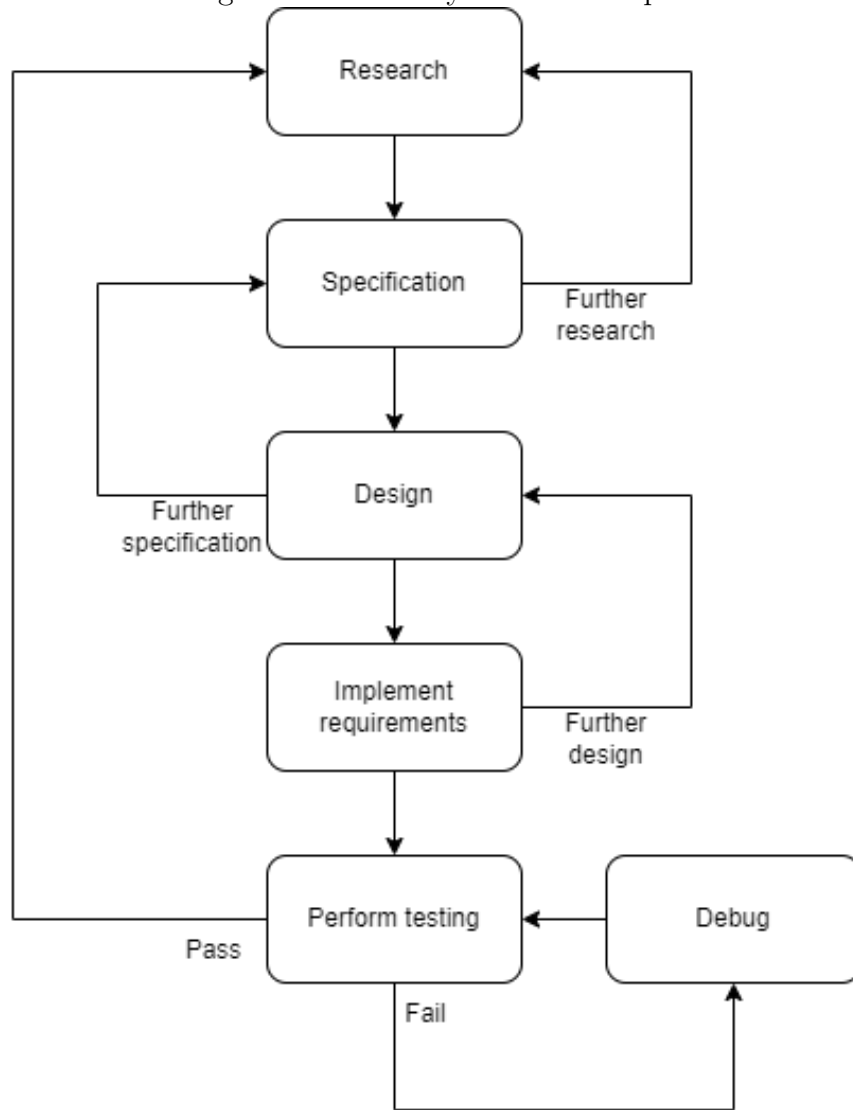 Research
Specification
Further
research
Design
Further
specification
Implement
requirements
Further
design
Perform testing
Debug
Pass
Fail